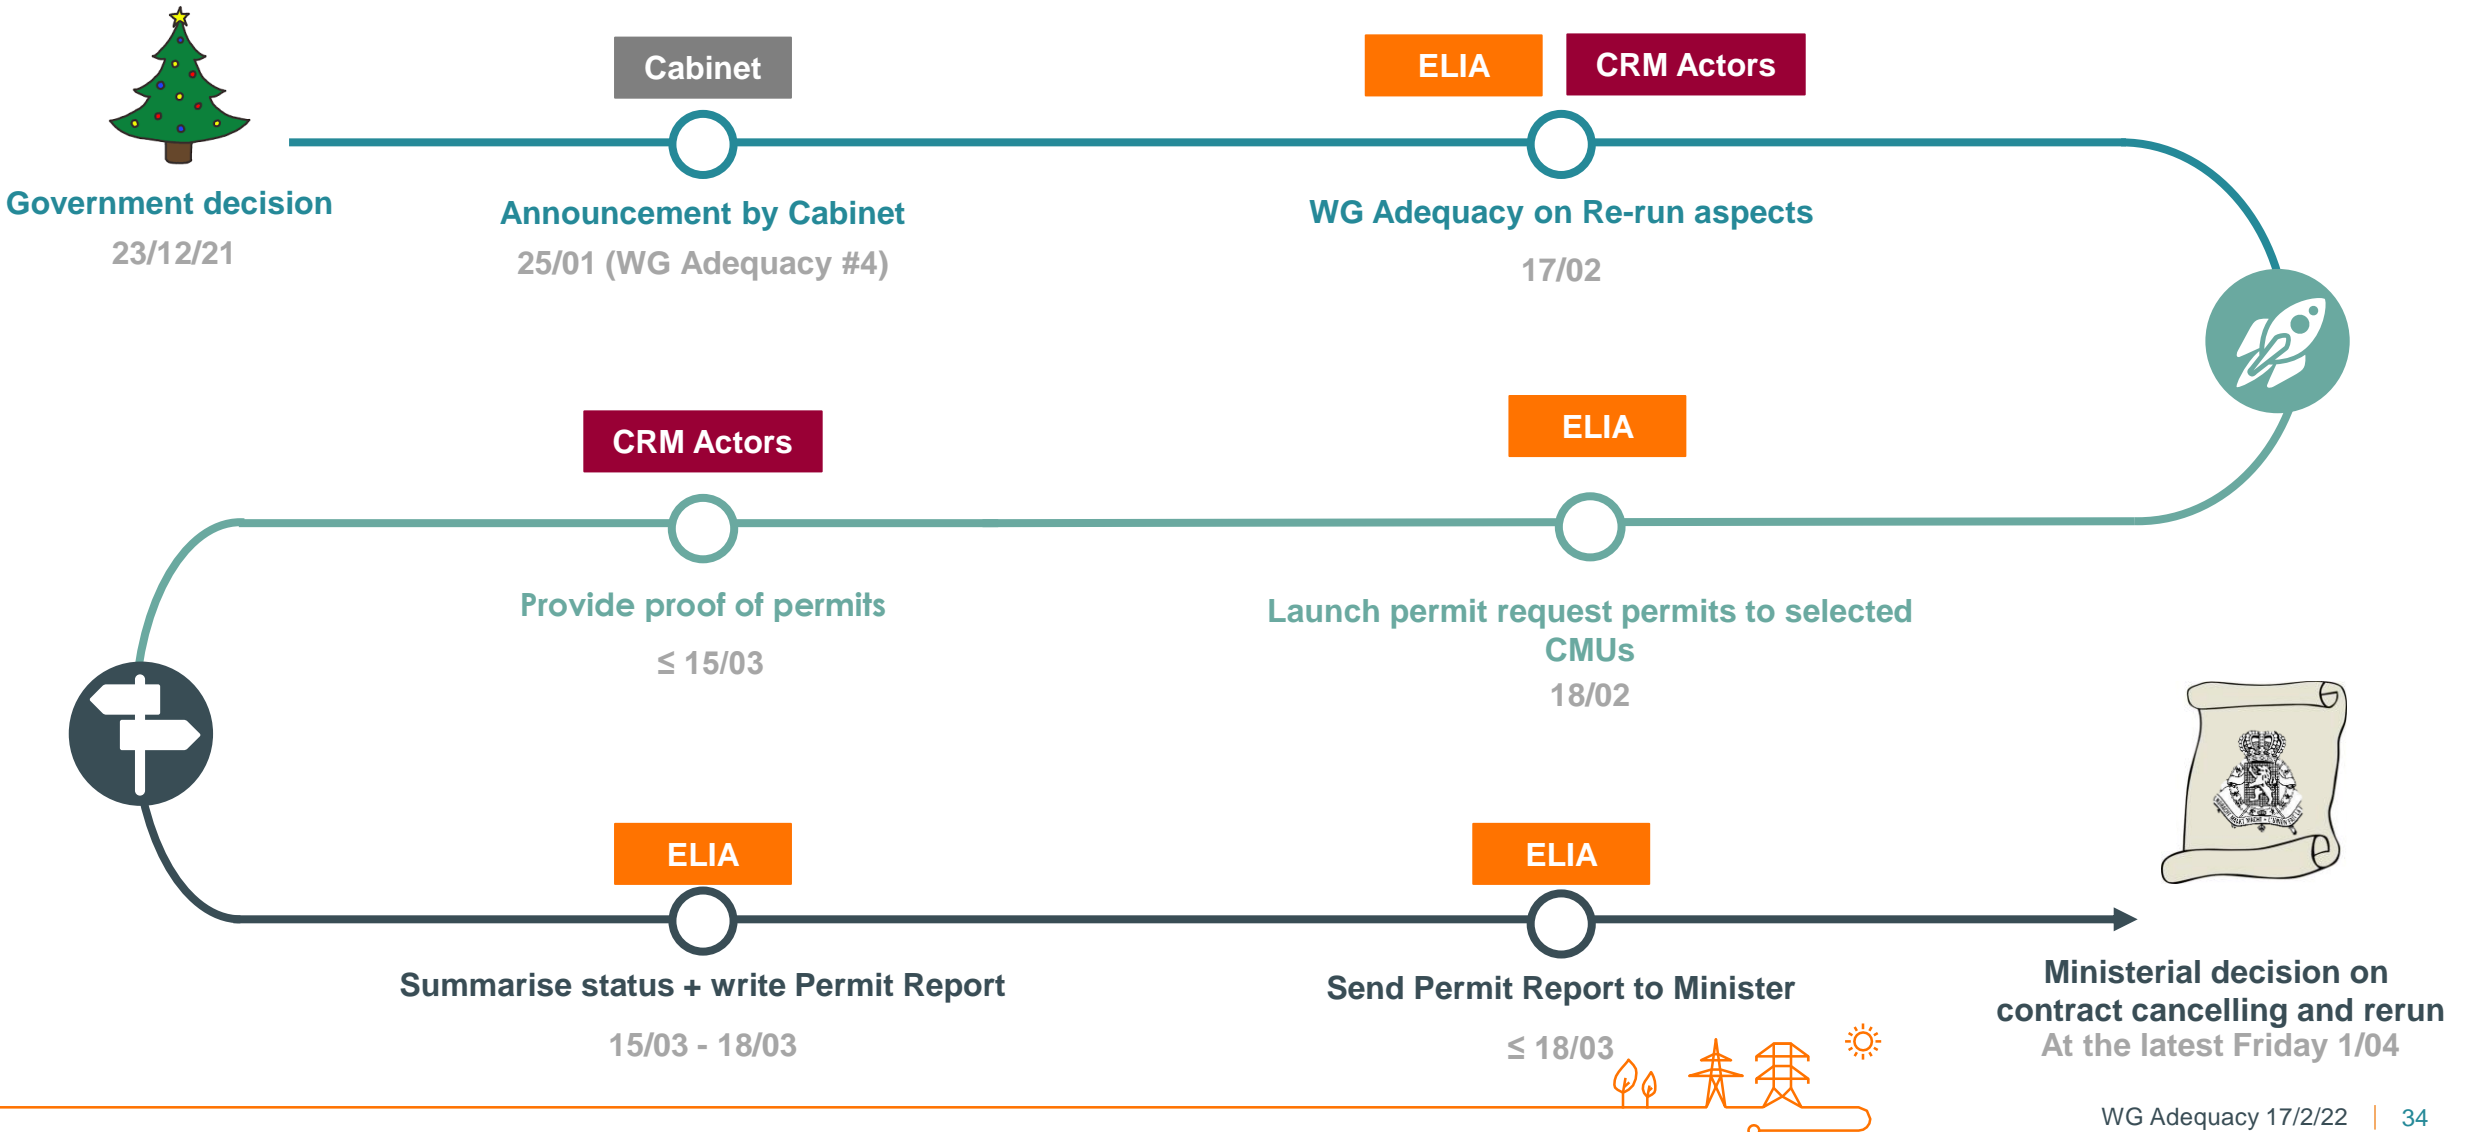 Cabinet
ELIA
CRM Actors
Government decision
23/12/21
Announcement by Cabinet
25/01 (WG Adequacy #4)
WG Adequacy on Re-run aspects
17/02
CRM Actors
ELIA
Provide proof of permits
≤ 15/03
Launch permit request permits to selected
CMUs
18/02
ELIA
ELIA
Summarise status + write Permit Report
15/03 - 18/03
Send Permit Report to Minister
≤ 18/03
Ministerial decision on
contract cancelling and rerun
At the latest Friday 1/04
WG Adequacy 17/2/22
34